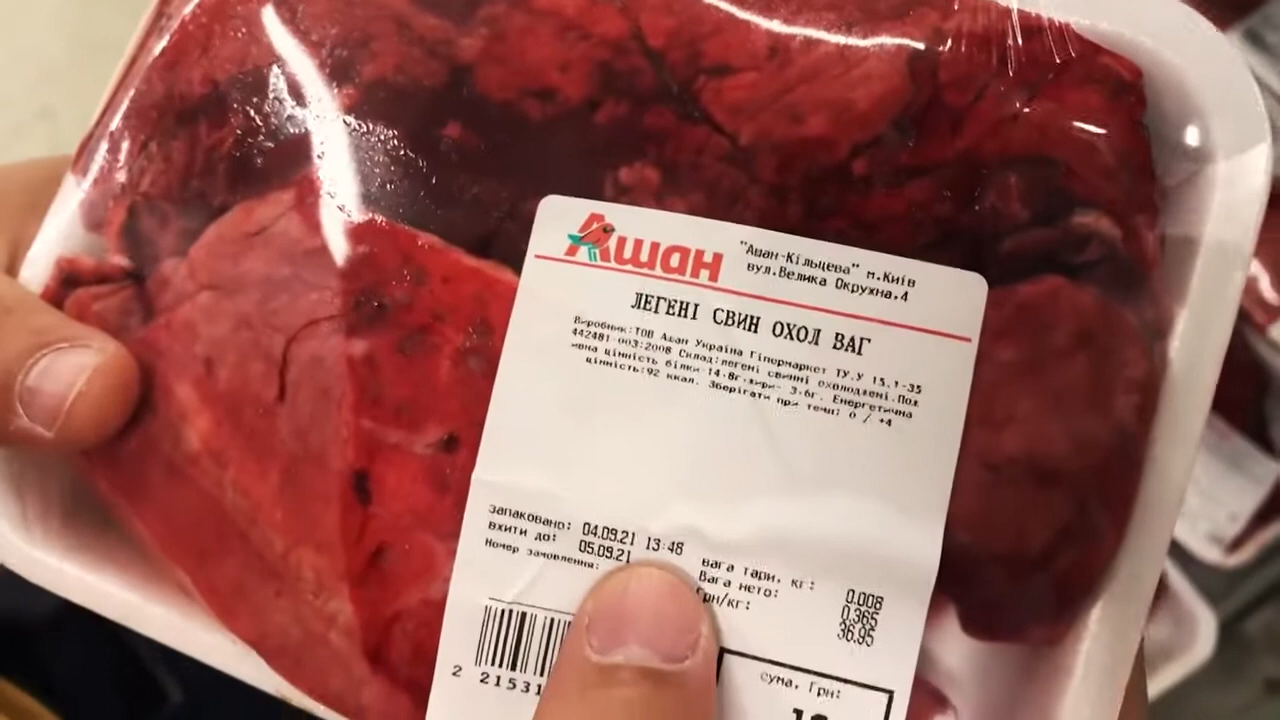 Ашан
"Ашан-Кільцева" м.Київ
вул.Велика Окружна.4
ЛЕГЕНІ СВИН ОХОЛ ВАГ
Виробник:ТОВ Ашан Україна Гіпермаркет ТУ.У 15.1-35
442481-003:2008 Склад:легені свинні охолоджені.Пож
ивна цінність білки-14.8г.жири- 3.6г. Енергетична
цінність:92 ккал. Зберігати при темп: 0 / +4
запаковано: 04.09.21 13:48
вжити до: 05.09.21
Номер замовлення:
вага тари, кг: 0.008
Вага нето: 0.365
Грн/кг: 36.95
сума, Грн:
2 21531